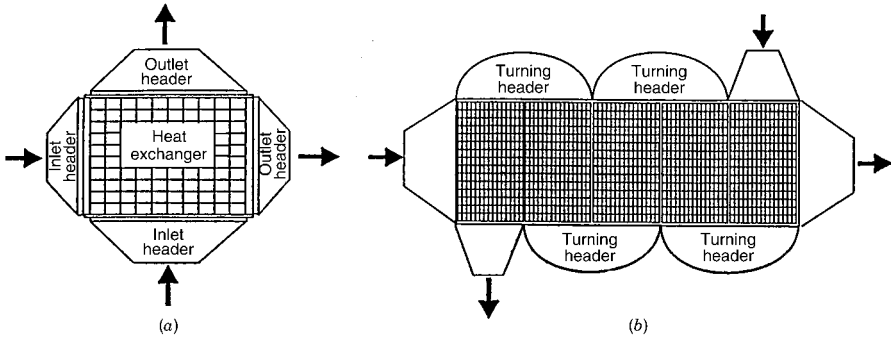 Outlet
header
Inlet
header
Heat
exchanger
Outlet
header
Inlet
header
(a)
Turning
header
Turning
header
Turning
header
Turning
header
(b)